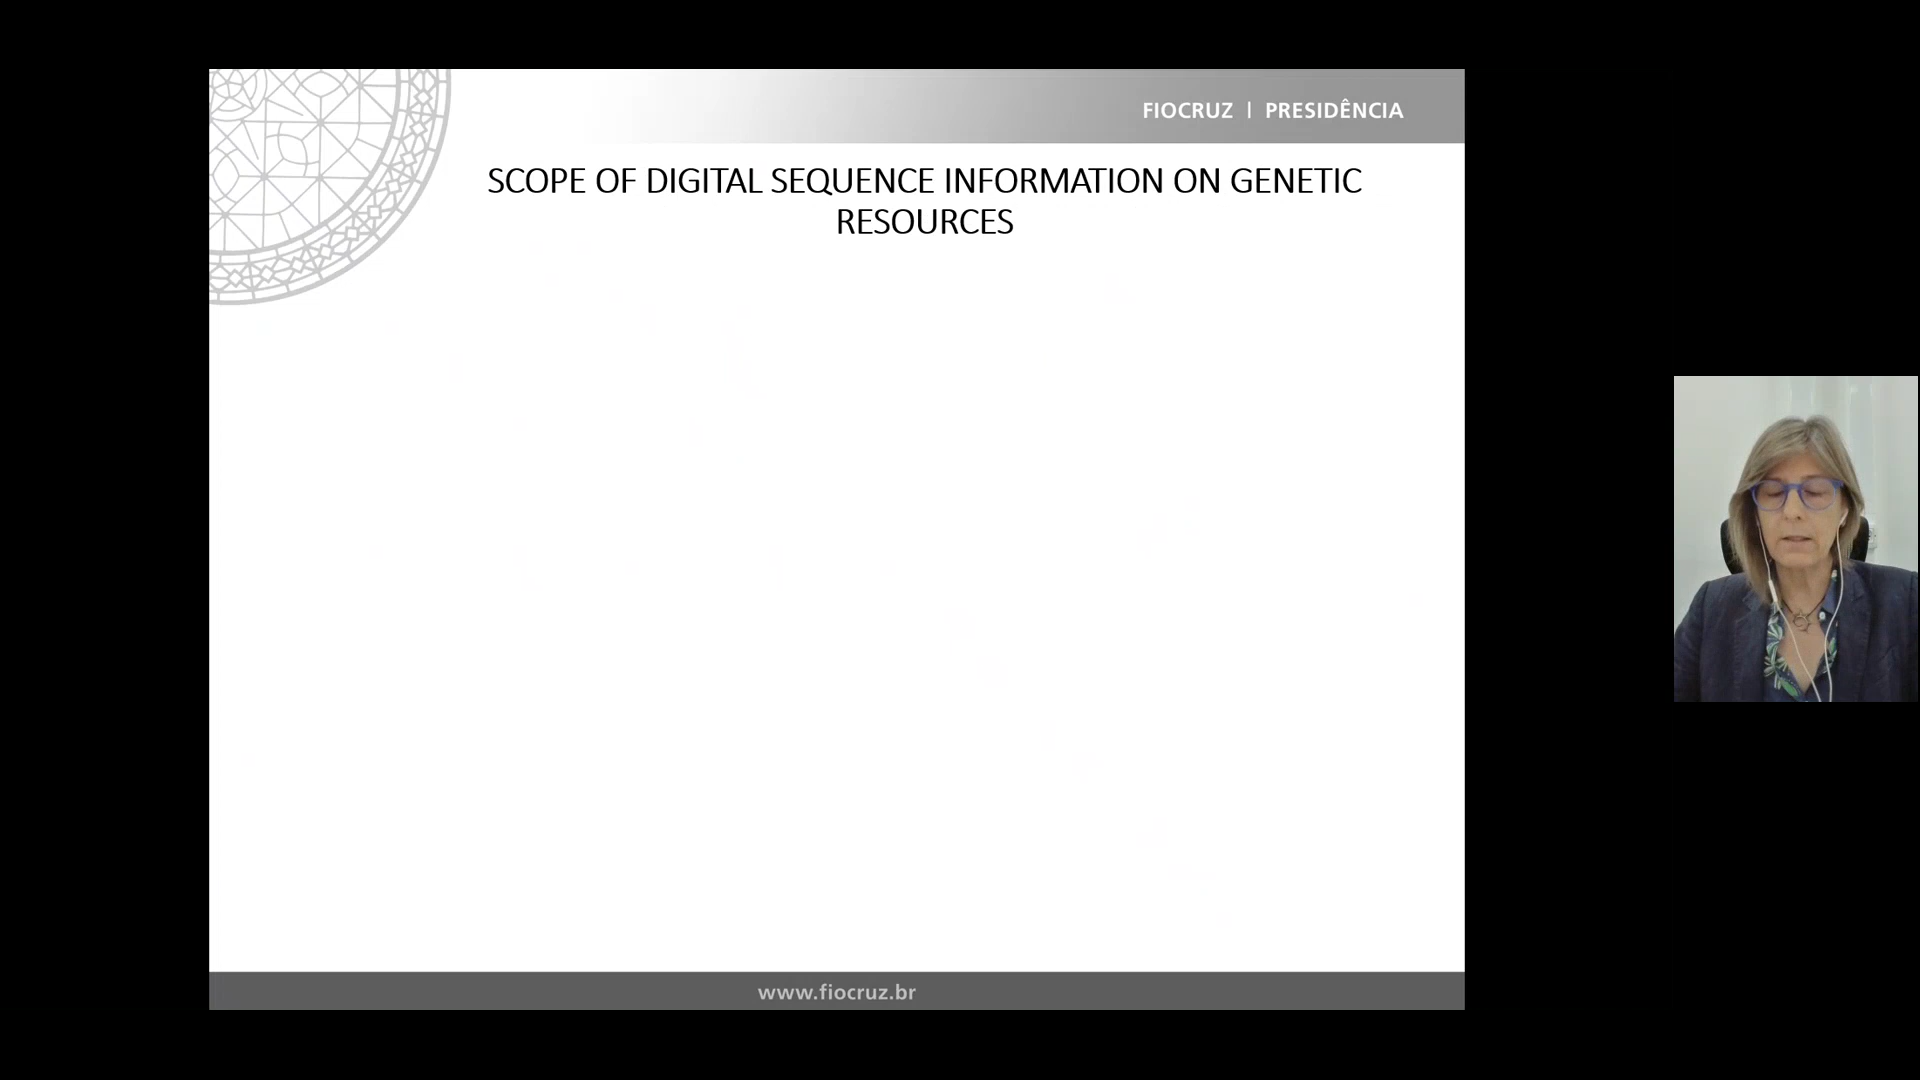 FIOCRUZ | PRESIDÊNCIA
SCOPE OF DIGITAL SEQUENCE INFORMATION ON GENETIC
RESOURCES
www.fiocruz.br